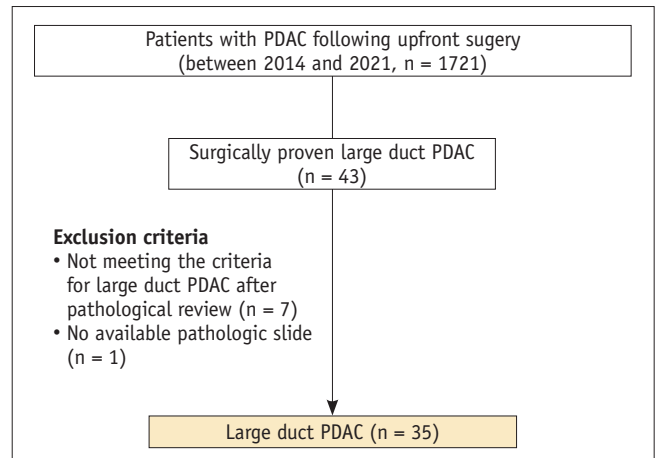 Patients with PDAC following upfront sugery
(between 2014 and 2021, n = 1721)
Surgically proven large duct PDAC
(n = 43)
Exclusion criteria
• Not meeting the criteria
for large duct PDAC after
pathological review (n = 7)
• No available pathologic slide
(n = 1)
Large duct PDAC (n = 35)